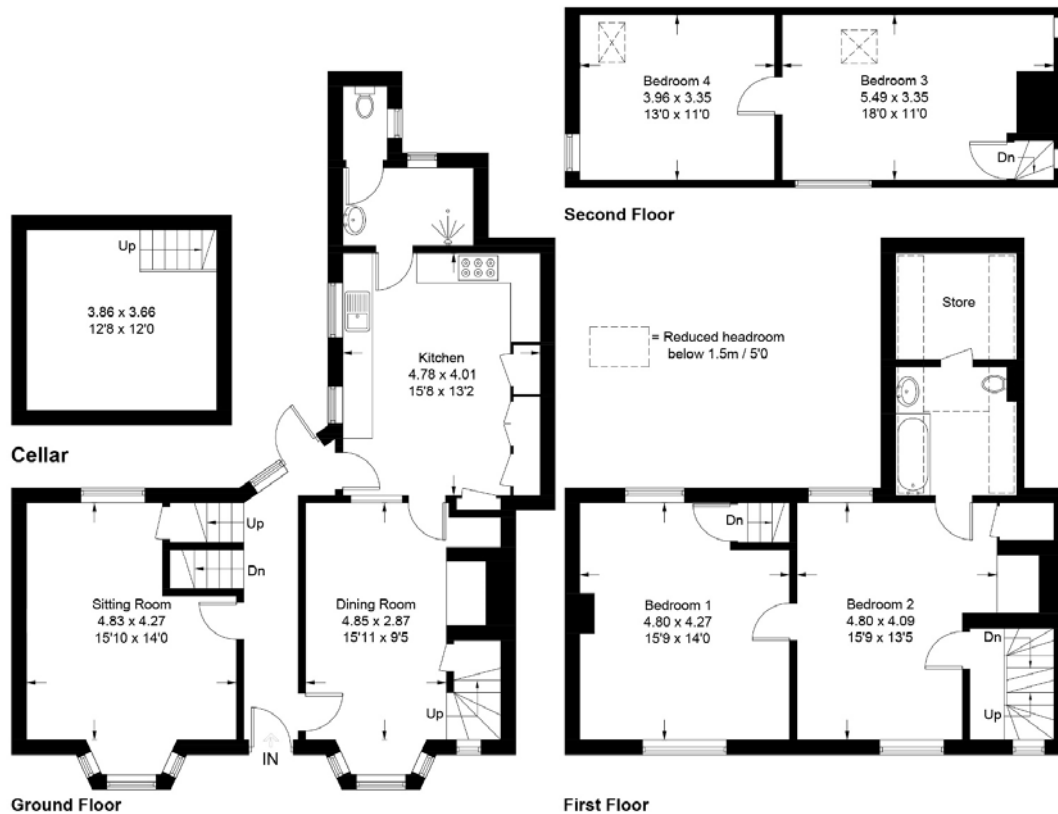 Bedroom 4
3.96 x 3.35
13'0 x 11'0
Bedroom 3
5.49 x 3.35
18'0 x 11'0
Dn
Second Floor
Up
3.86 x 3.66
12'8 x 12'0
Cellar
Kitchen
4.78 x 4.01
15'8 x 13'2
= Reduced headroom
below 1.5m / 5'0
Store
Up
Dn
Sitting Room
4.83 x 4.27
15'10 x 14'0
Dining Room
4.85 x 2.87
15'11 x 9'5
Up
IN
Ground Floor
Dn
Bedroom 1
4.80 x 4.27
15'9 x 14'0
Bedroom 2
4.80 x 4.09
15'9 x 13'5
Dn
Up
First Floor